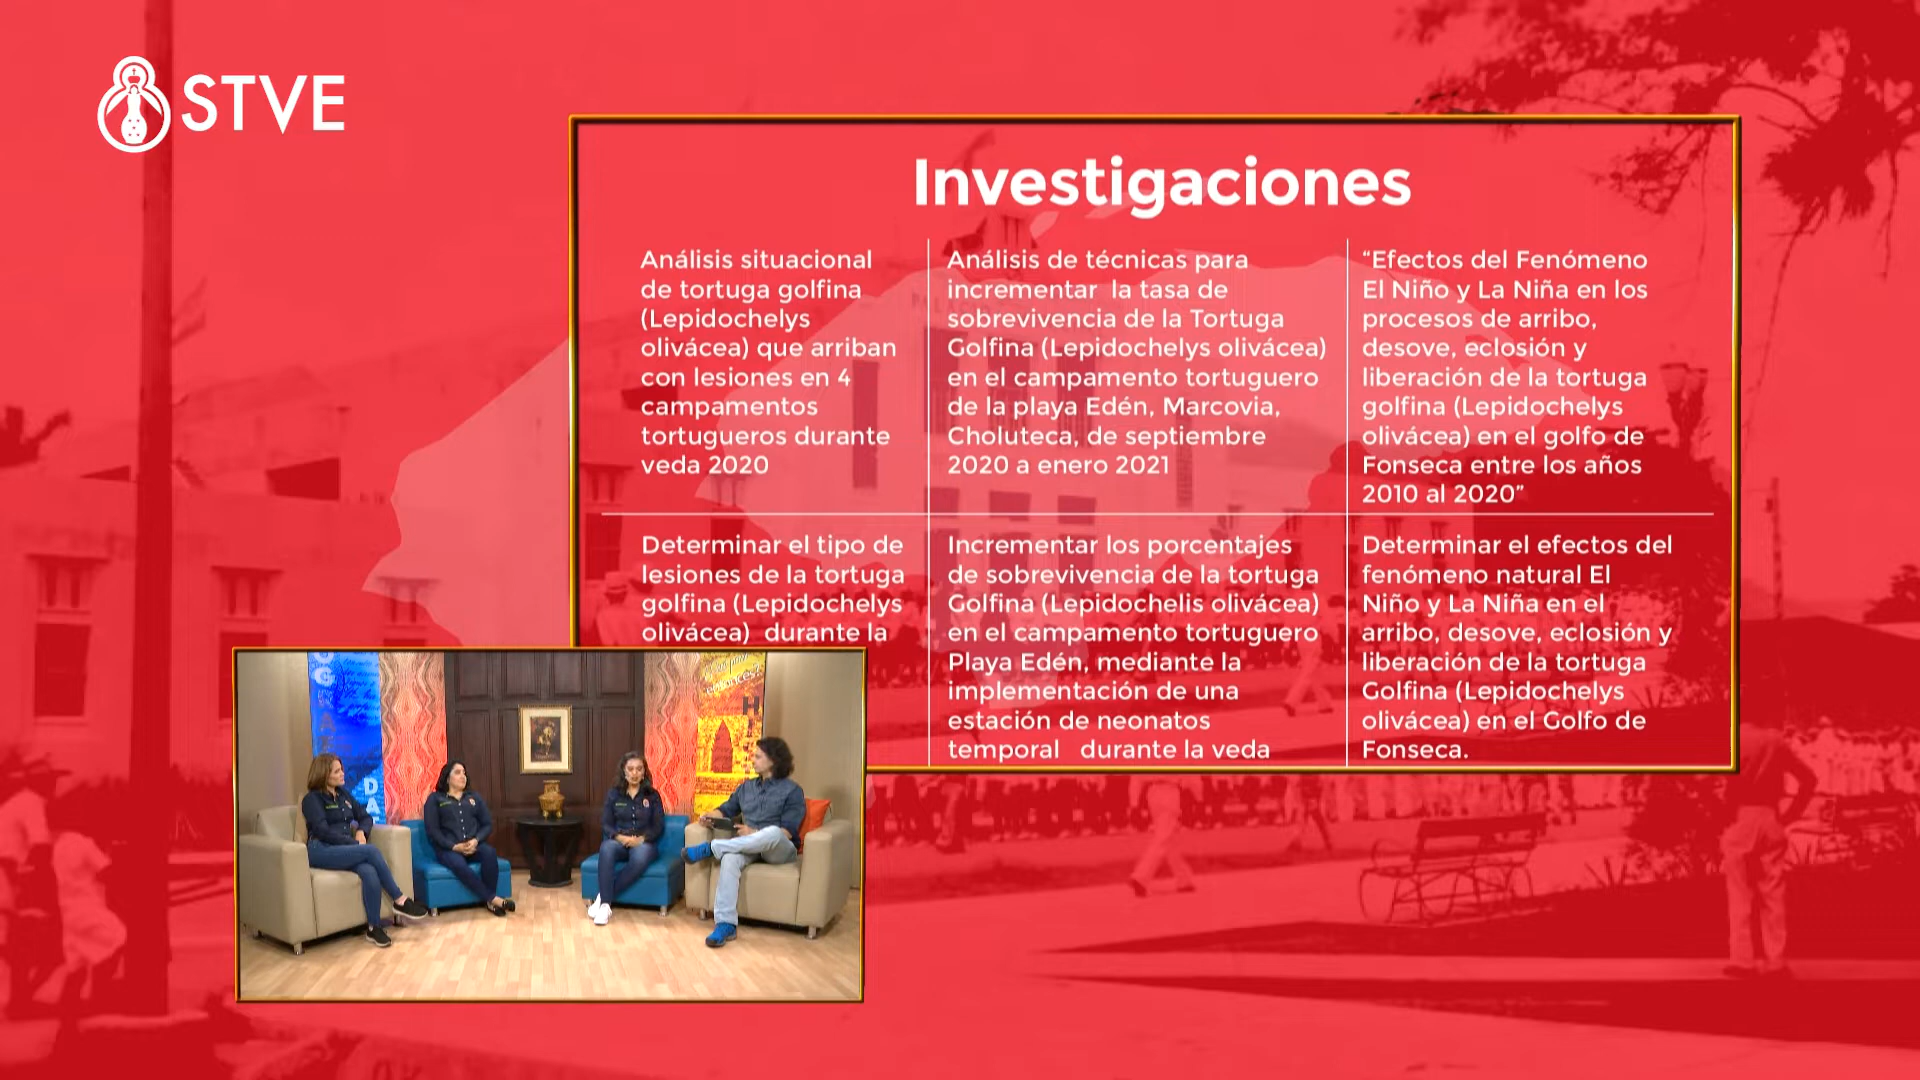 STVE
Investigaciones
Análisis situacional
de tortuga golfina
(Lepidochelys
olivácea) que arriban
con lesiones en 4
campamentos
tortugueros durante
veda 2020
Análisis de técnicas para
incrementar la tasa de
sobrevivencia de la Tortuga
Golfina (Lepidochelys olivácea)
en el campamento tortuguero
de la playa Edén, Marcovia,
Choluteca, de septiembre
2020 a enero 2021
“Efectos del Fenómeno
El Niño y La Niña en los
procesos de arribo,
desove, eclosión y
liberación de la tortuga
golfina (Lepidochelys
olivácea) en el golfo de
Fonseca entre los años
2010 al 2020”
Determinar el tipo de
lesiones de la tortuga
golfina (Lepidochelys
olivácea) durante la
Incrementar los porcentajes
de sobrevivencia de la tortuga
Golfina (Lepidochelis olivácea)
en el campamento tortuguero
Playa Edén, mediante la
implementación de una
estación de neonatos
temporal durante la veda
Determinar el efectos del
fenómeno natural El
Niño y La Niña en el
arribo, desove, eclosión y
liberación de la tortuga
Golfina (Lepidochelys
olivácea) en el Golfo de
Fonseca.